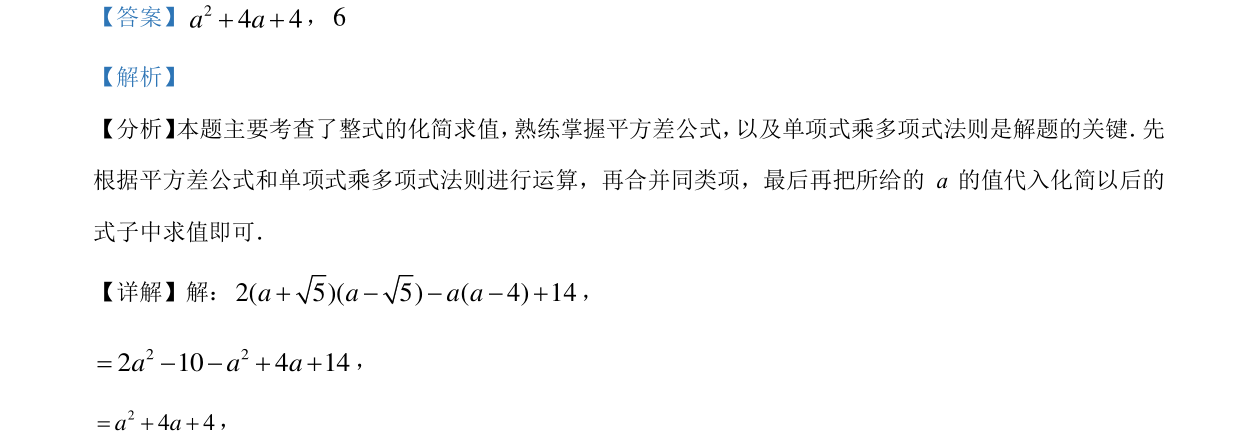 【答案】a²+4a+4，6
【解析】
【分析】本题主要考查了整式的化简求值，熟练掌握平方差公式，以及单项式乘多项式法则是解题的关键．先
根据平方差公式和单项式乘多项式法则进行运算，再合并同类项，最后再把所给的 a 的值代入化简以后的
式子中求值即可．
【详解】解：2(a+√5)(a−√5)−a(a−4)+14，
=2a²−10−a²+4a+14，
=a²+4a+4，